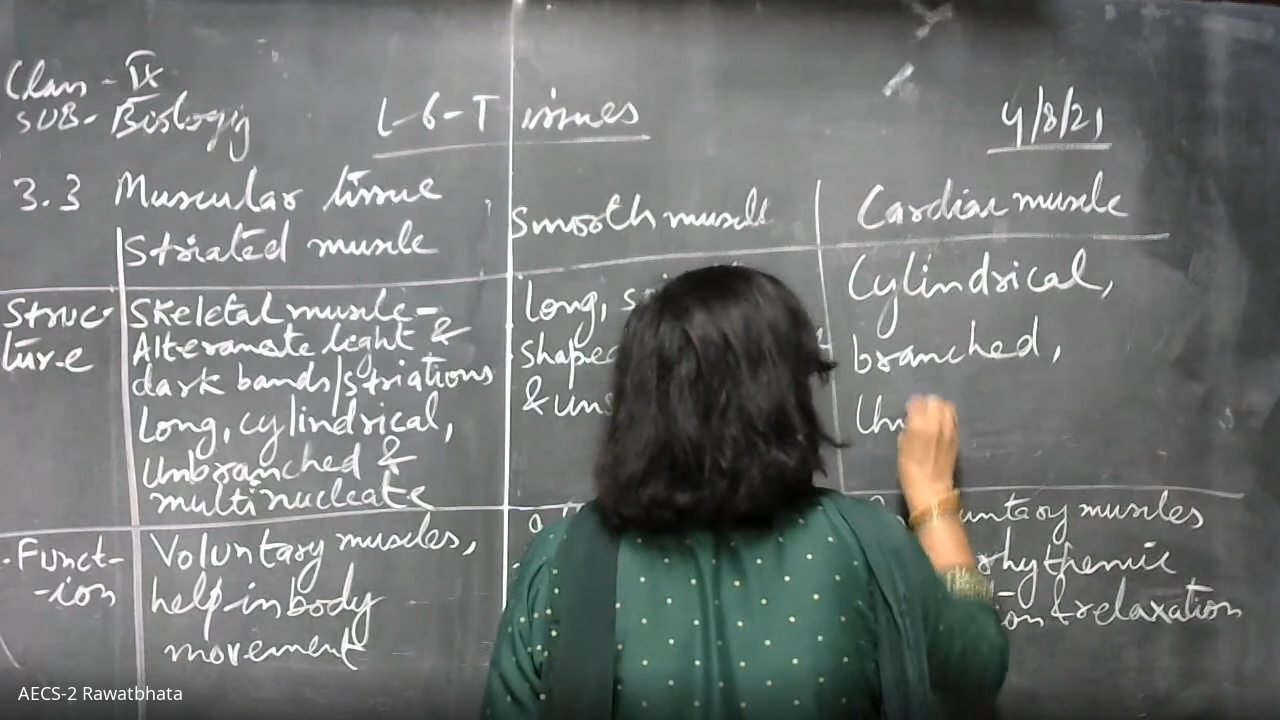 Class - IX
SUB- Biology
L-6-Tissues
4/8/21
3.3 Muscular tissue
Striated muscle
Smooth muscle
Cardiac muscle
Struc
ture
Skeletal muscle-
Alternate light &
dark bands/striations
Long, cylindrical,
Unbranched &
multinucleate
Long,
shape
& uns
Cylindrical,
branched,
Un
Funct-
-ion
Voluntary muscles,
help in body
movement
untary muscles
rhythemic
on & relaxation
AECS-2 Rawatbhata